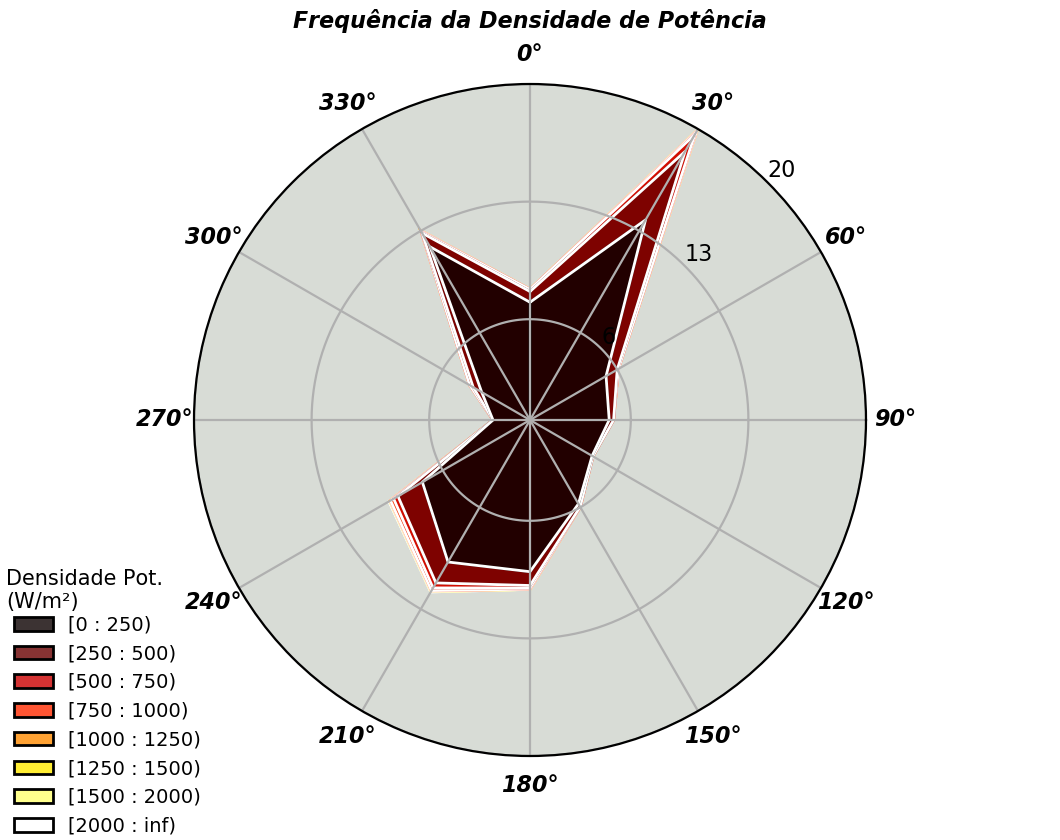 Frequência da Densidade de Potência
0°
330°
30°
20
300°
60°
13
6
270°
90°
Densidade Pot.
(W/m²)
240°
120°
[0 : 250)
[250 : 500)
[500 : 750)
[750 : 1000)
[1000 : 1250)
[1250 : 1500)
[1500 : 2000)
[2000 : inf)
210°
150°
180°